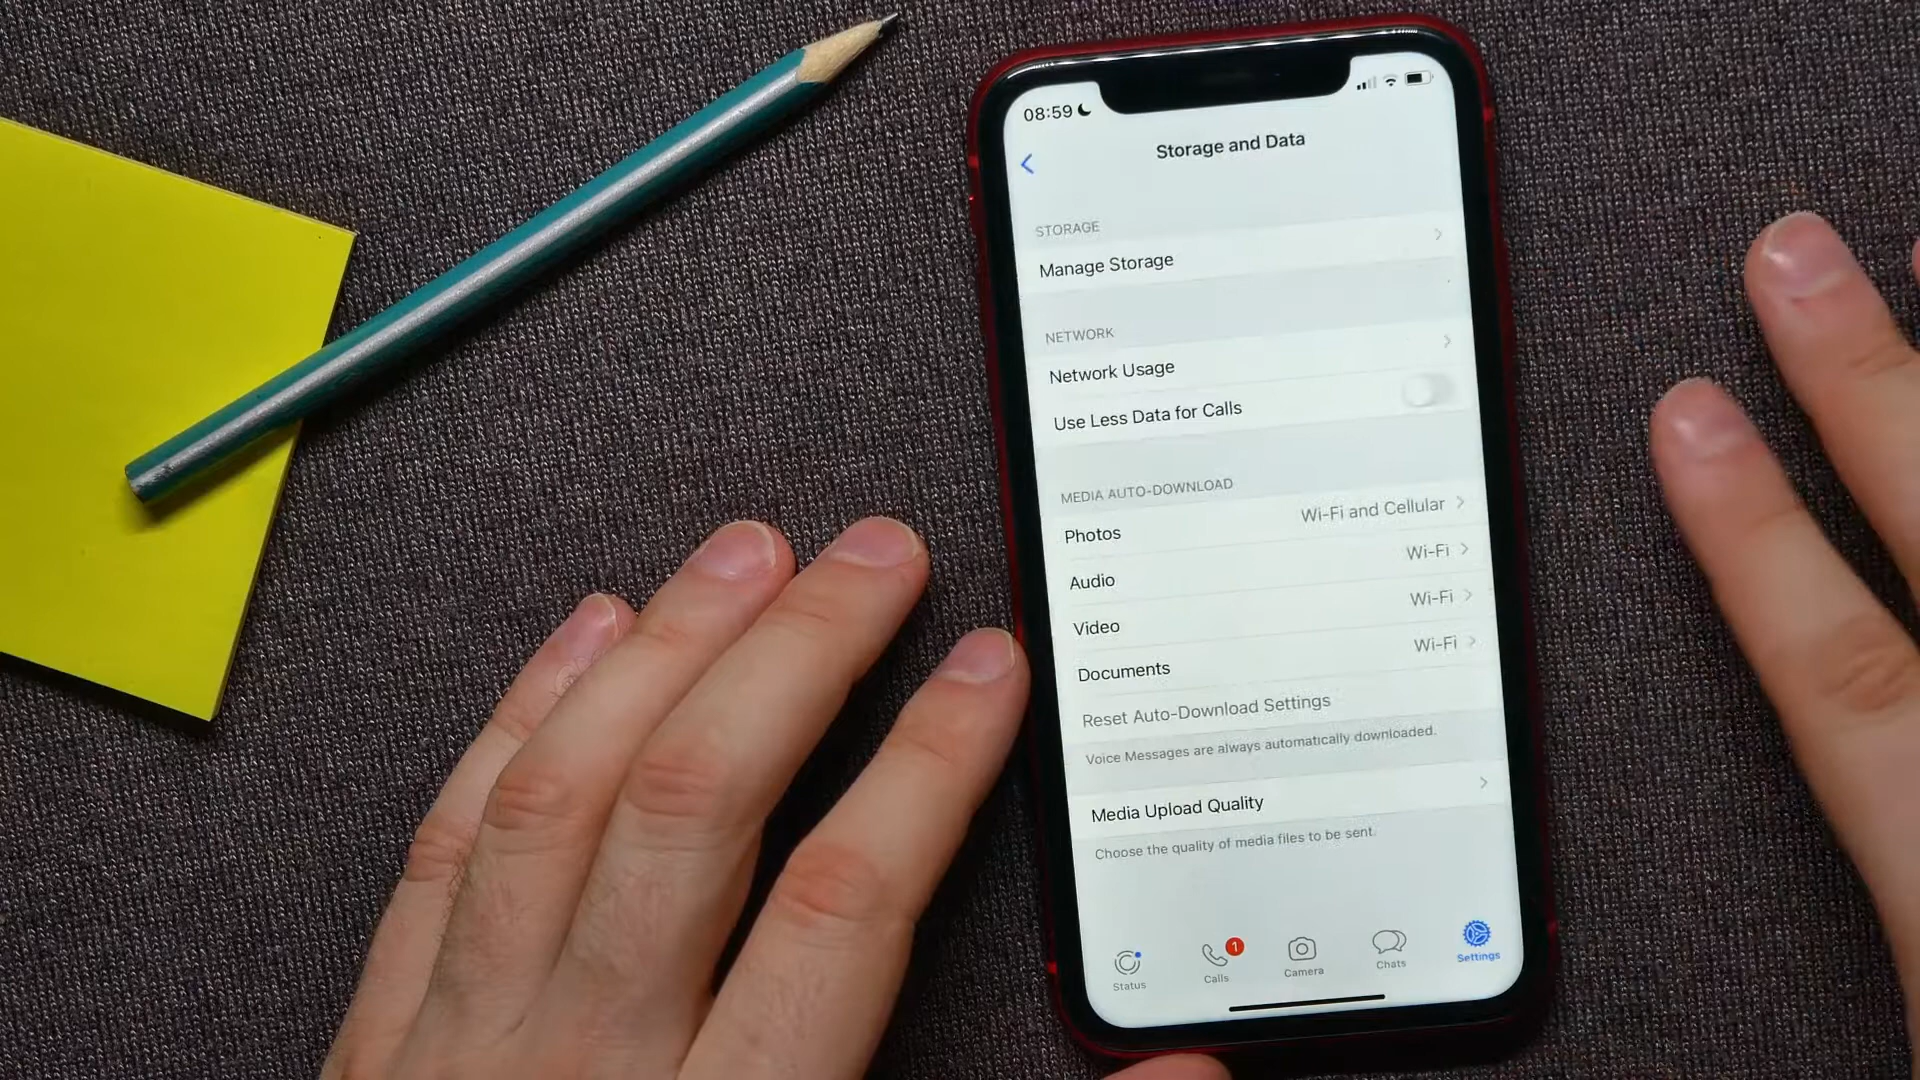 08:59
Storage and Data
STORAGE
Manage Storage
NETWORK
Network Usage
Use Less Data for Calls
MEDIA AUTO-DOWNLOAD
Photos Wi-Fi and Cellular
Audio Wi-Fi
Video Wi-Fi
Documents Wi-Fi
Reset Auto-Download Settings
Voice Messages are always automatically downloaded.
Media Upload Quality
Choose the quality of media files to be sent.
1
Status Calls Camera Chats Settings